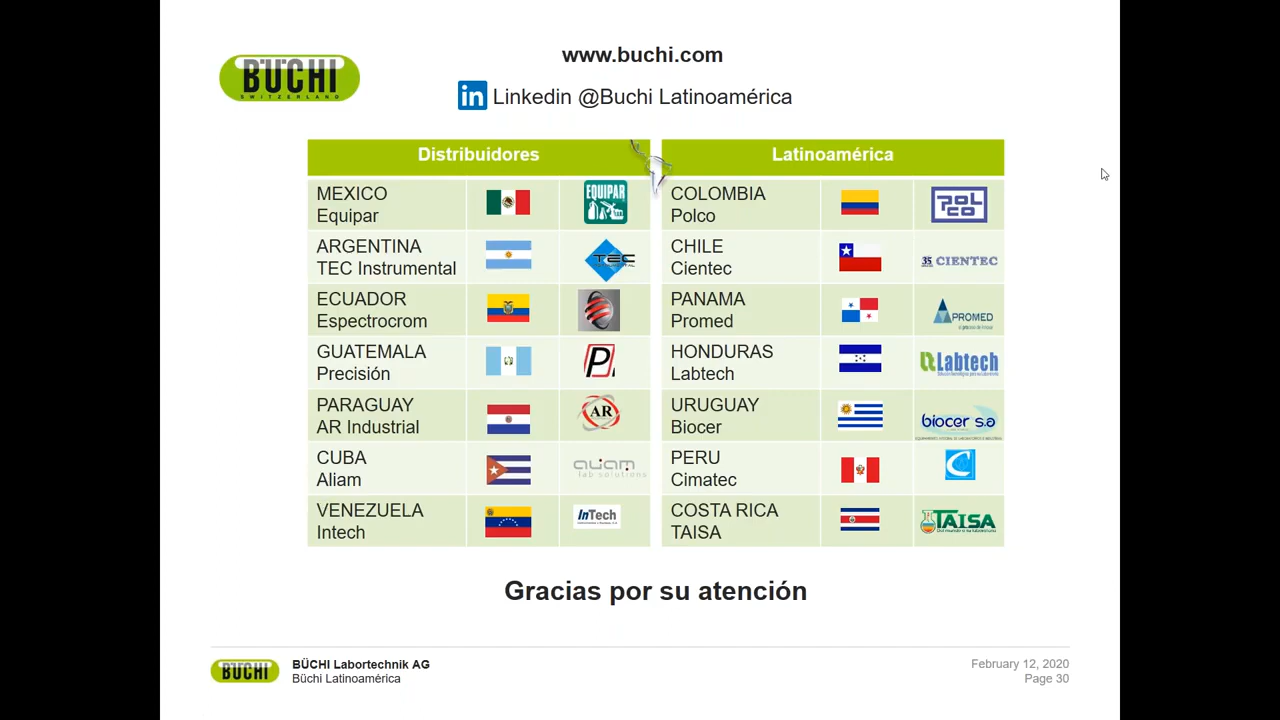 www.buchi.com
BÜCHI
SWITZERLAND
in Linkedin @Buchi Latinoamérica
Distribuidores
Latinoamérica
MEXICO
Equipar
EQUIPAR
COLOMBIA
Polco
POLCO
ARGENTINA
TEC Instrumental
TEC
CHILE
Cientec
35 CIENTEC
ECUADOR
Espectrocrom
PANAMA
Promed
PROMED
GUATEMALA
Precisión
P
HONDURAS
Labtech
Labtech
PARAGUAY
AR Industrial
AR
URUGUAY
Biocer
biocer s.a
CUBA
Aliam
aliam
lab solutions
PERU
Cimatec
C
VENEZUELA
Intech
InTech
COSTA RICA
TAISA
TAISA
Gracias por su atención
BÜCHI
BÜCHI Labortechnik AG
Büchi Latinoamérica
February 12, 2020
Page 30